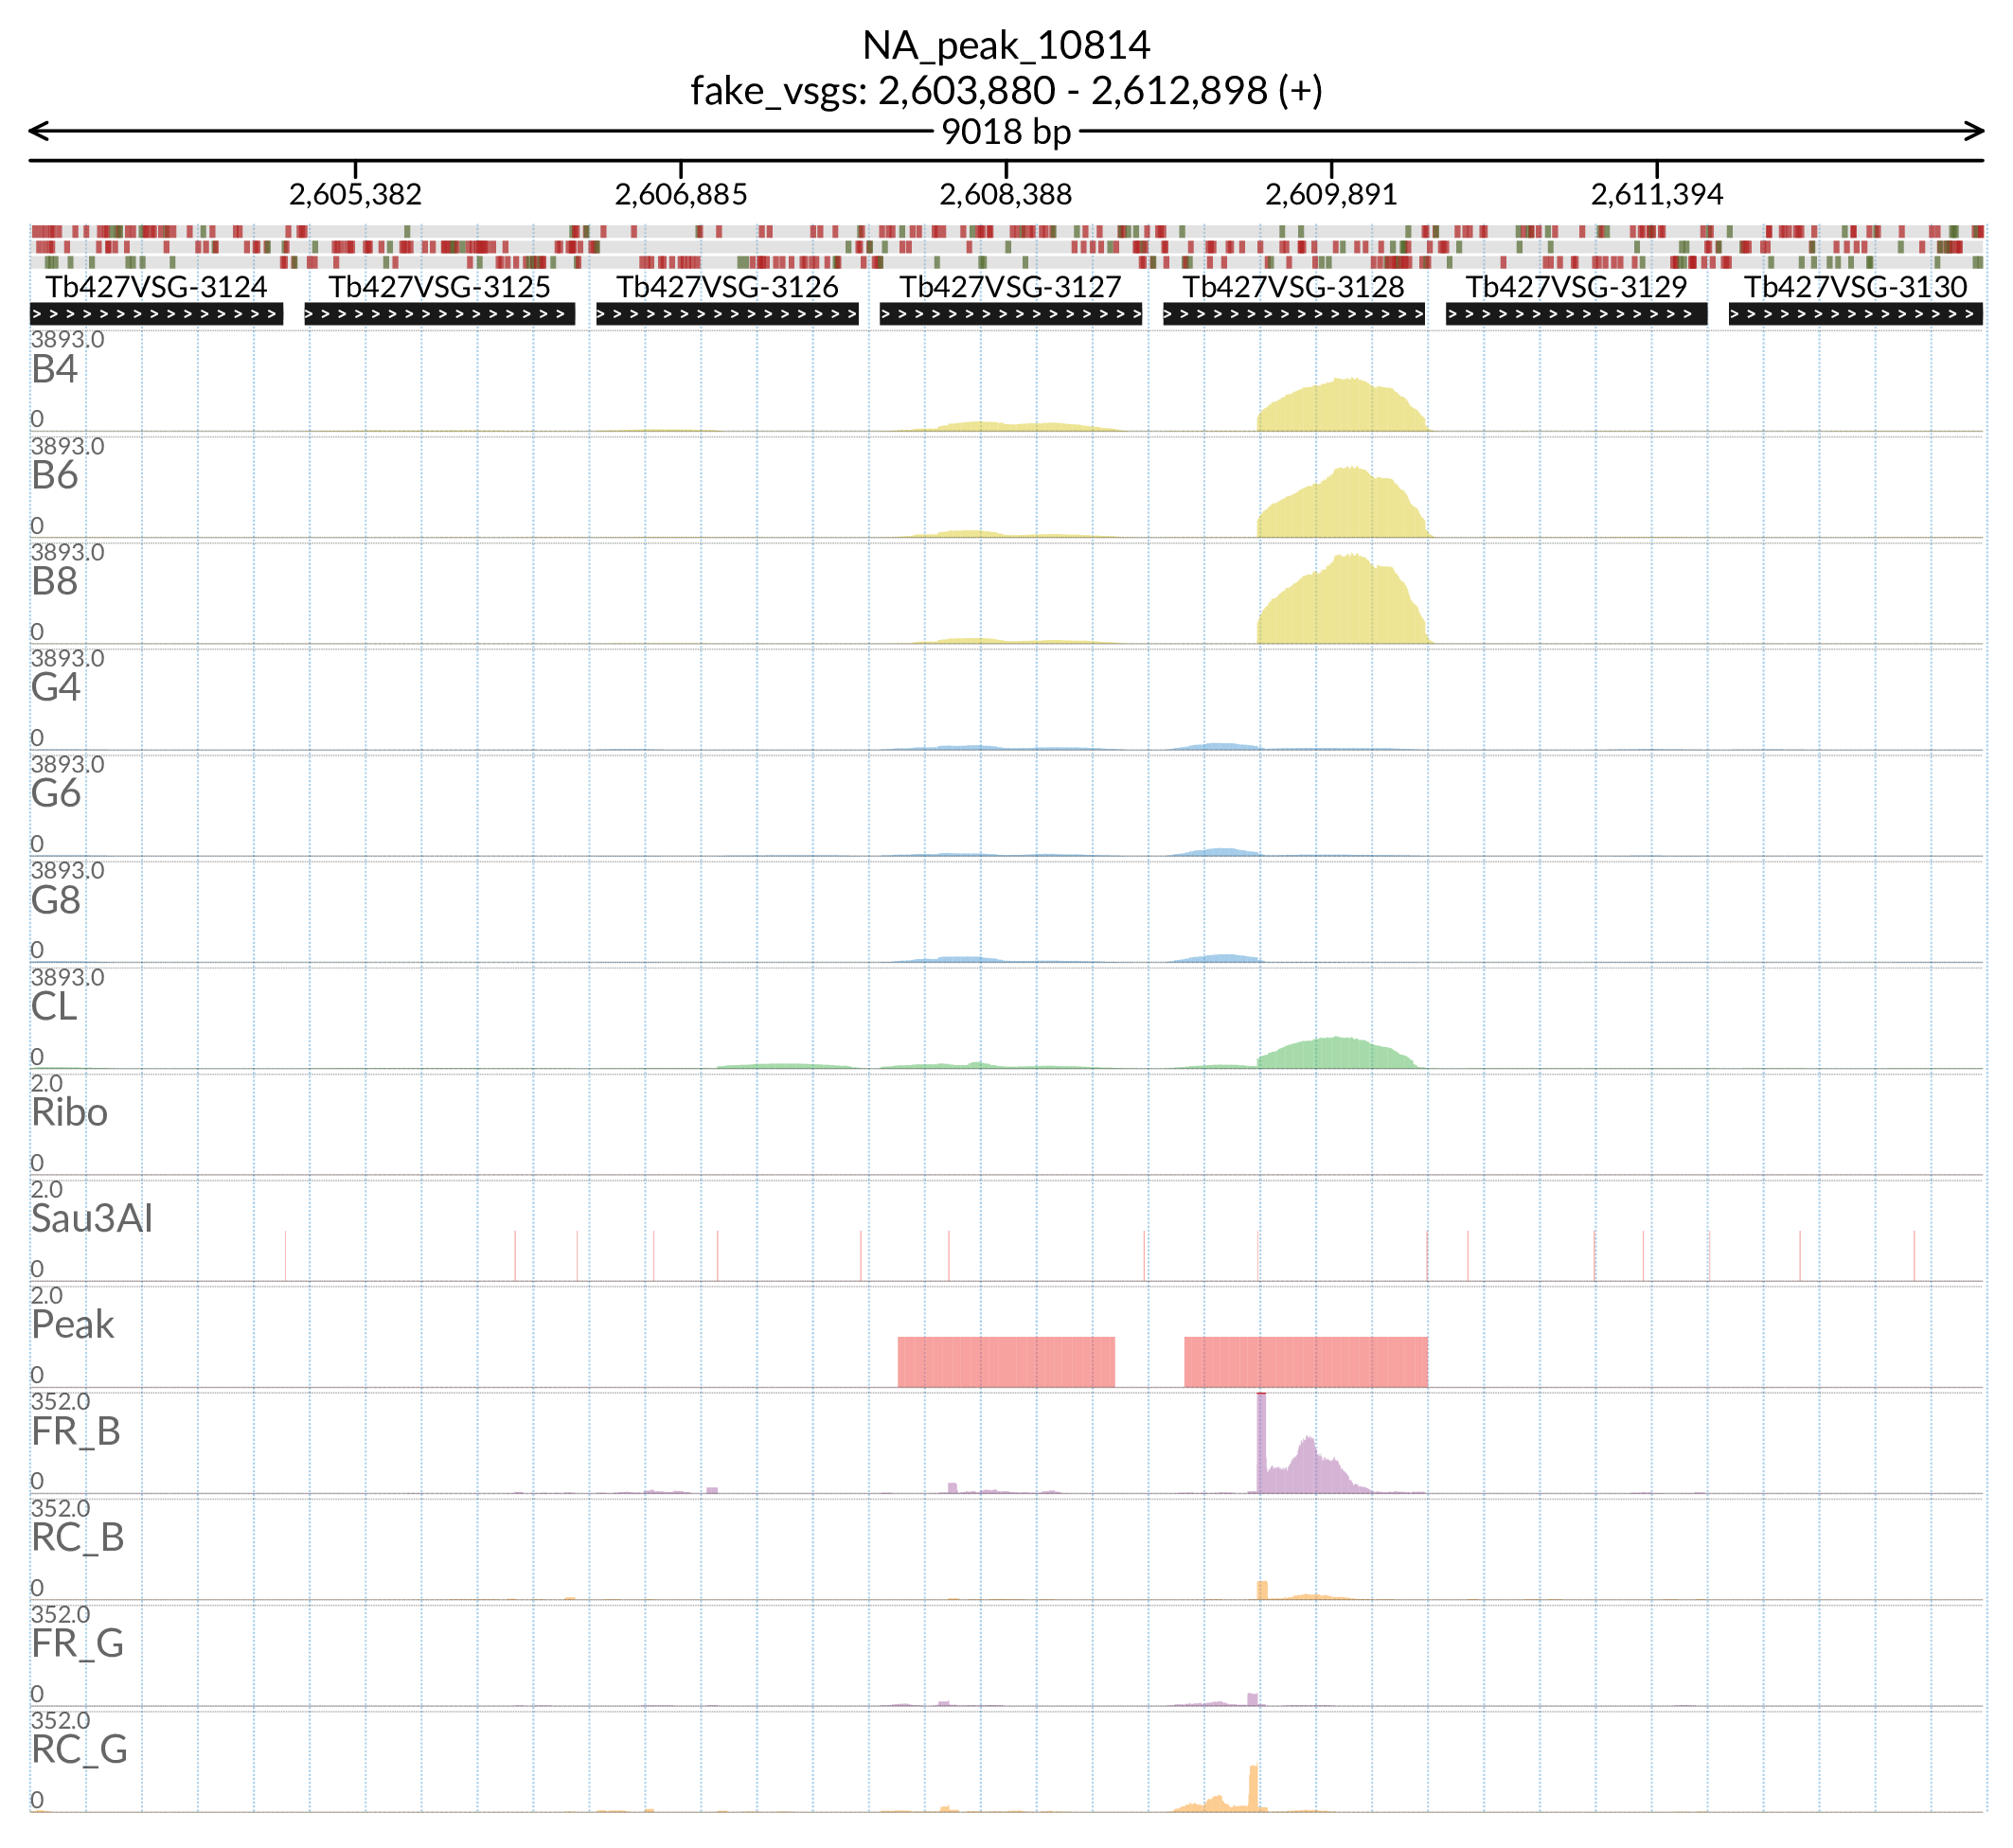 NA_peak_10814
fake_vsgs: 2,603,880 - 2,612,898 (+)
9018 bp
2,605,382 2,606,885 2,608,388 2,609,891 2,611,394
Tb427VSG-3124 Tb427VSG-3125 Tb427VSG-3126 Tb427VSG-3127 Tb427VSG-3128 Tb427VSG-3129 Tb427VSG-3130
3893.0
B4
0
3893.0
B6
0
3893.0
B8
0
3893.0
G4
0
3893.0
G6
0
3893.0
G8
0
3893.0
CL
0
2.0
Ribo
0
2.0
Sau3AI
0
2.0
Peak
0
352.0
FR_B
0
352.0
RC_B
0
352.0
FR_G
0
352.0
RC_G
0